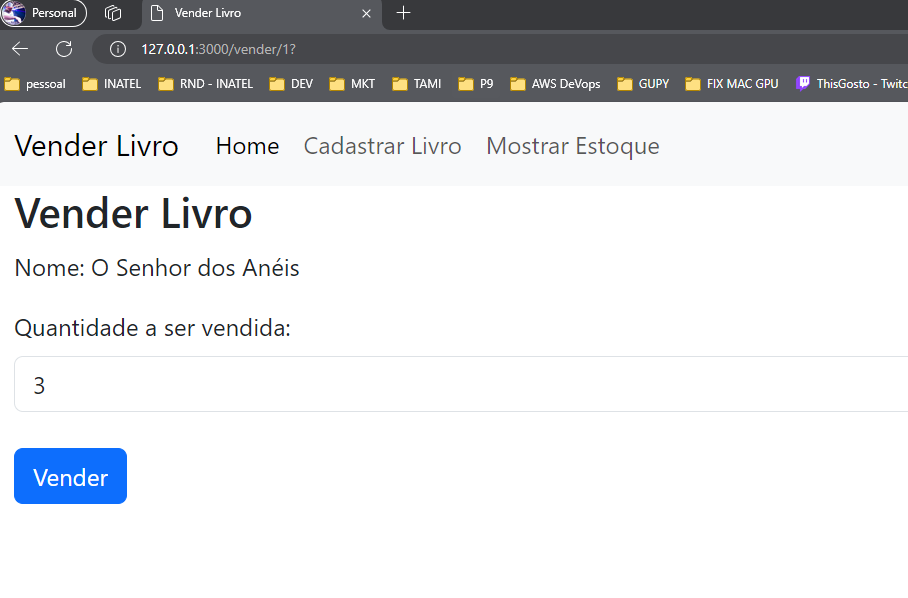 Personal
Vender Livro
127.0.0.1:3000/vender/1?
pessoal INATEL RND - INATEL DEV MKT TAMI P9 AWS DevOps GUPY FIX MAC GPU ThisGosto - Twitc
Vender Livro Home Cadastrar Livro Mostrar Estoque
Vender Livro
Nome: O Senhor dos Anéis
Quantidade a ser vendida:
3
Vender